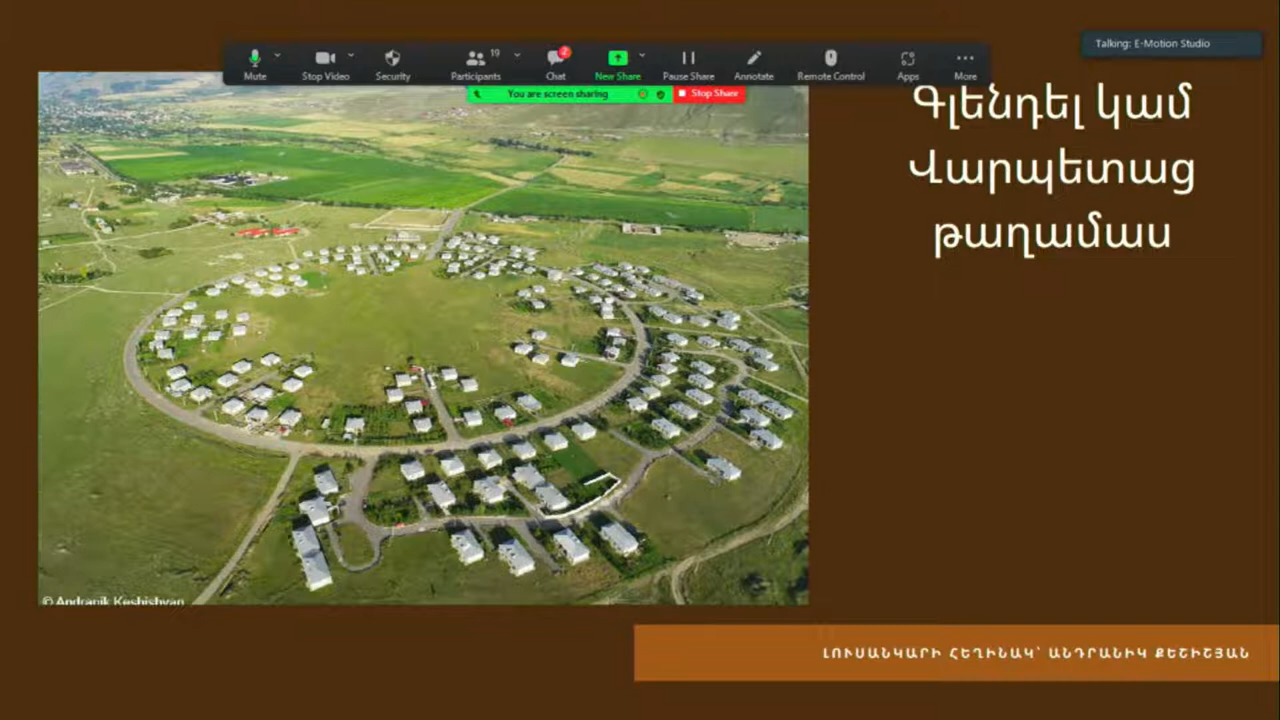 Talking: E-Motion Studio
19
2
Mute
Stop Video
Security
Participants
Chat
New Share
Pause Share
Annotate
Remote Control
Apps
More
You are screen sharing
Stop Share
Գլենդել կամ
Վարպետաց
թաղամաս
© Andranik Keshishyan
ԼՈՒՍԱՆԿԱՐԻ ՀԵՂԻՆԱԿ՝ ԱՆԴՐԱՆԻԿ ՔԵՇԻՇՅԱՆ